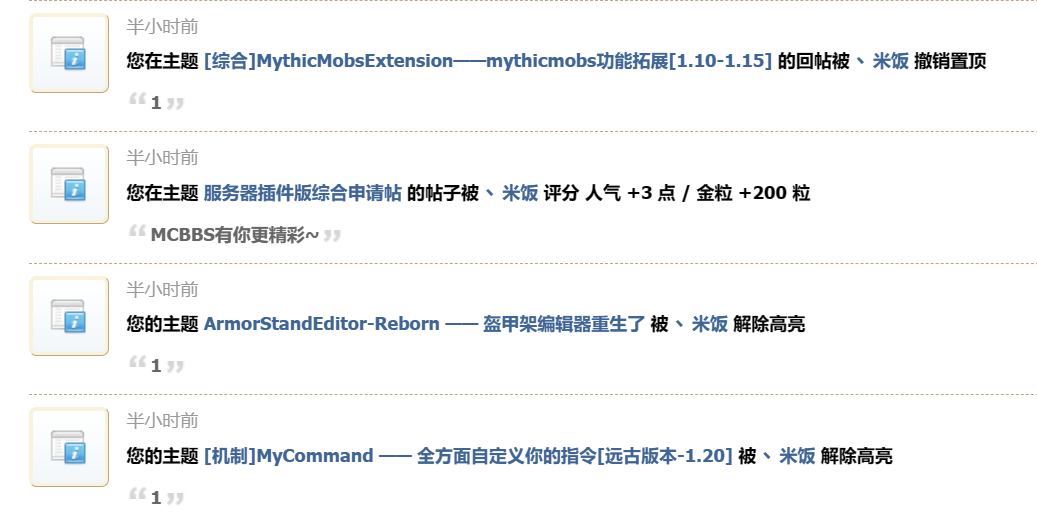 半小时前
您在主题 [综合]MythicMobsExtension——mythicmobs功能拓展[1.10-1.15] 的回帖被 丶 米饭 撤销置顶
“ 1 ”
半小时前
您在主题 服务器插件版综合申请帖 的帖子被 丶 米饭 评分 人气 +3 点 / 金粒 +200 粒
“ MCBBS有你更精彩~ ”
半小时前
您的主题 ArmorStandEditor-Reborn —— 盔甲架编辑器重生了 被 丶 米饭 解除高亮
“ 1 ”
半小时前
您的主题 [机制]MyCommand —— 全方面自定义你的指令[远古版本-1.20] 被 丶 米饭 解除高亮
“ 1 ”